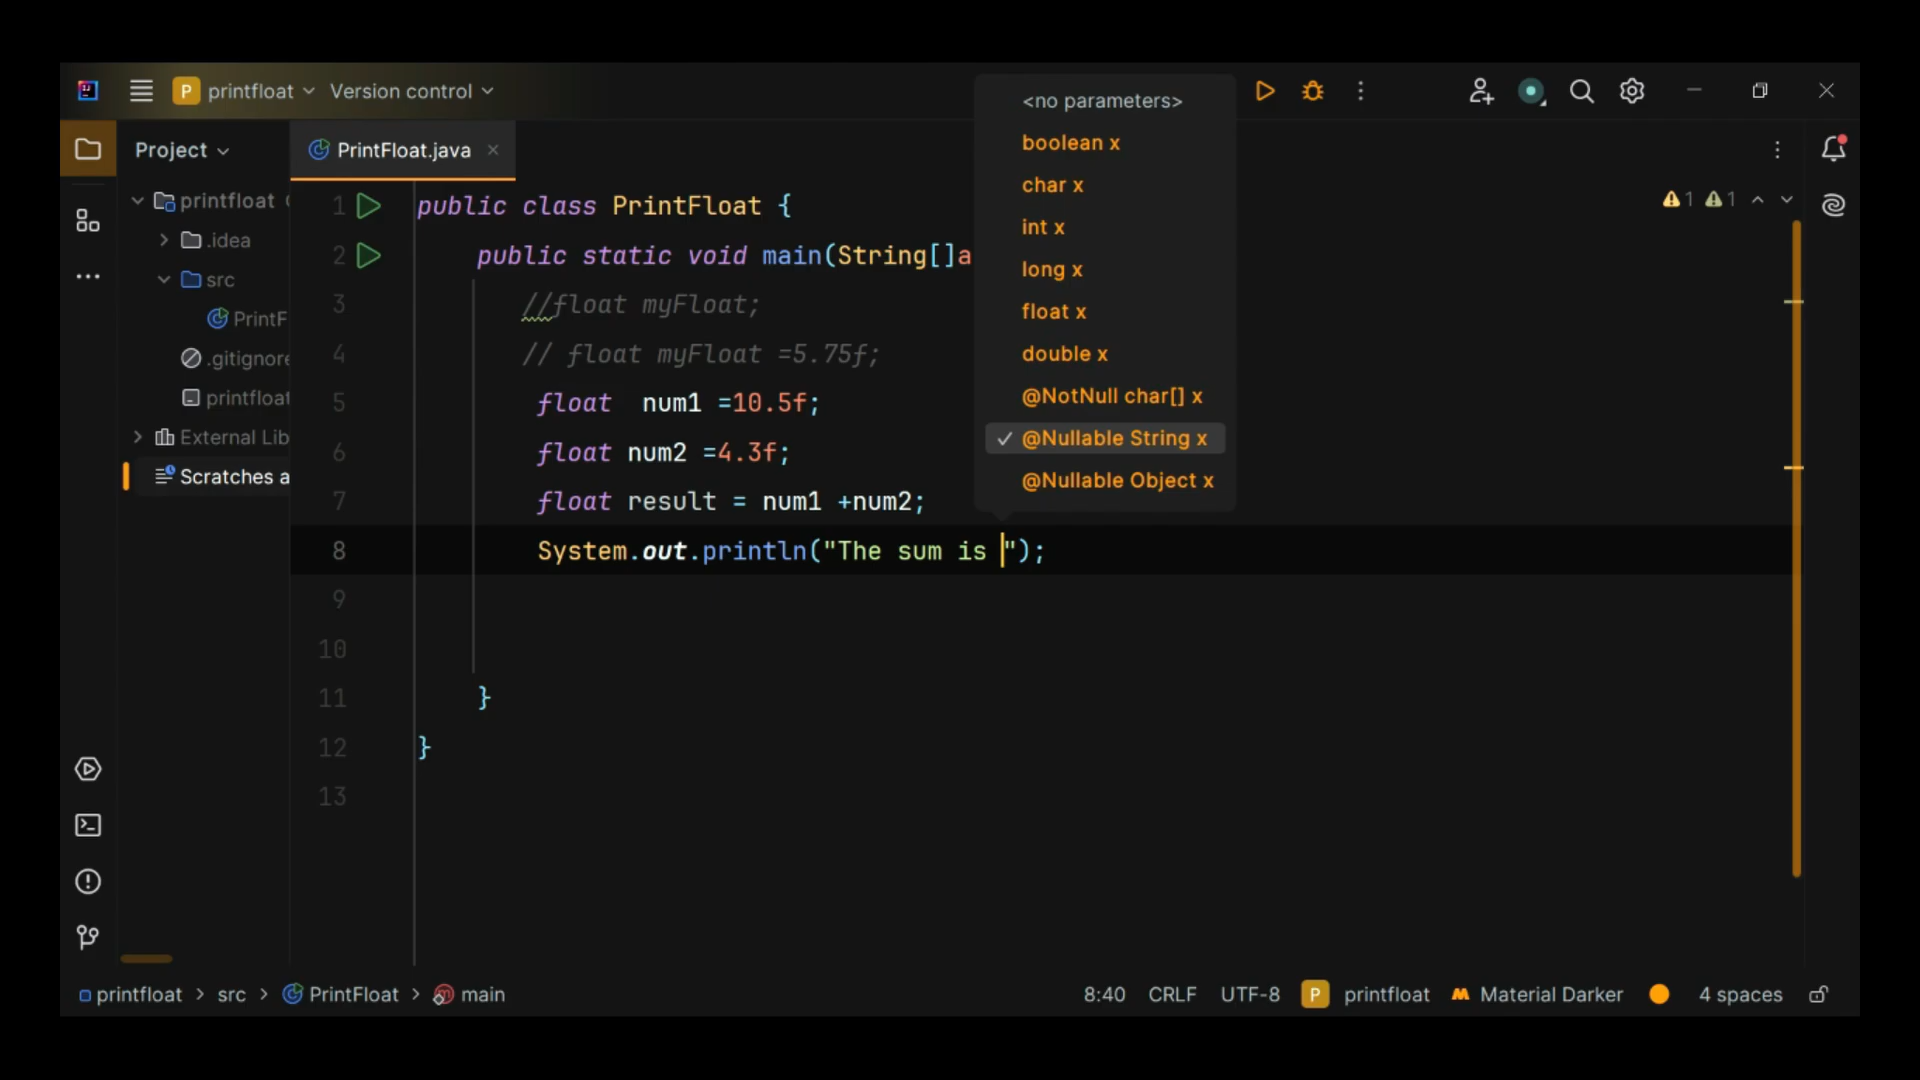 P printfloat Version control
Project
PrintFloat.java
printfloat
.idea
src
PrintF
.gitignore
printfloat
External Lib
Scratches a
1 public class PrintFloat {
2 public static void main(String[]a
3 //float myFloat;
4 // float myFloat =5.75f;
5 float  num1 =10.5f;
6 float num2 =4.3f;
7 float result = num1 +num2;
8 System.out.println("The sum is ");
9
10
11 }
12 }
13
<no parameters>
boolean x
char x
int x
long x
float x
double x
@NotNull char[] x
@Nullable String x
@Nullable Object x
1 1
printfloat > src > PrintFloat > main
8:40 CRLF UTF-8 P printfloat Material Darker 4 spaces